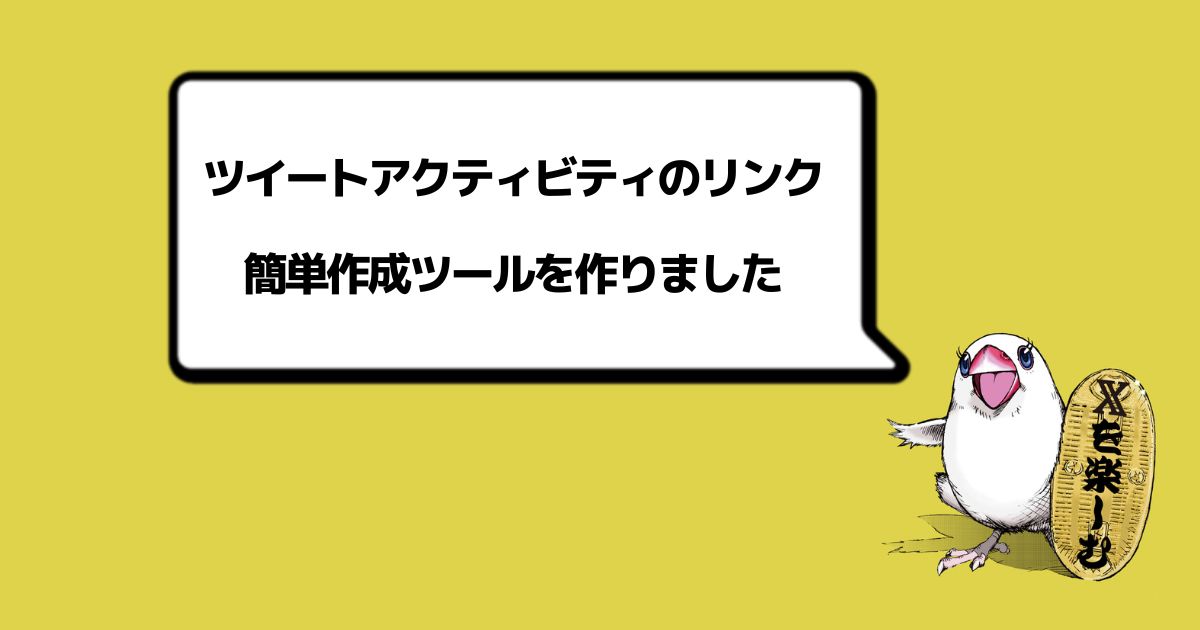 ツイートアクティビティのリンク
簡単作成ツールを作りました
Xを楽しむ